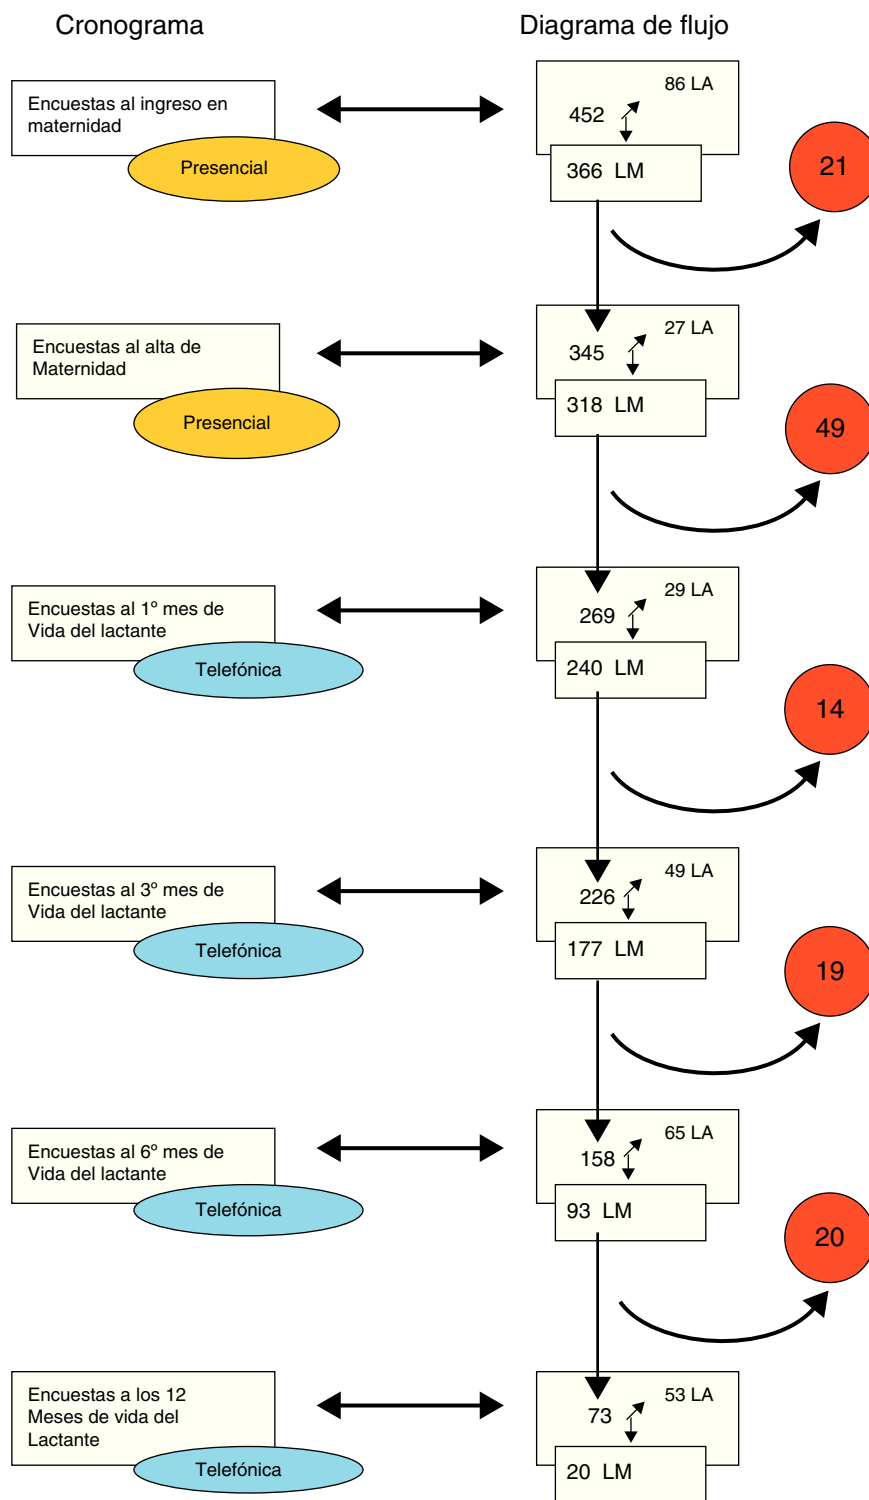 Cronograma
Diagrama de flujo
Encuestas al ingreso en
maternidad
Presencial
86 LA
452
366 LM
21
Encuestas al alta de
Maternidad
Presencial
27 LA
345
318 LM
49
Encuestas al 1º mes de
Vida del lactante
Telefónica
29 LA
269
240 LM
14
Encuestas al 3º mes de
Vida del lactante
Telefónica
49 LA
226
177 LM
19
Encuestas al 6º mes de
Vida del lactante
Telefónica
65 LA
158
93 LM
20
Encuestas a los 12
Meses de vida del
Lactante
Telefónica
53 LA
73
20 LM